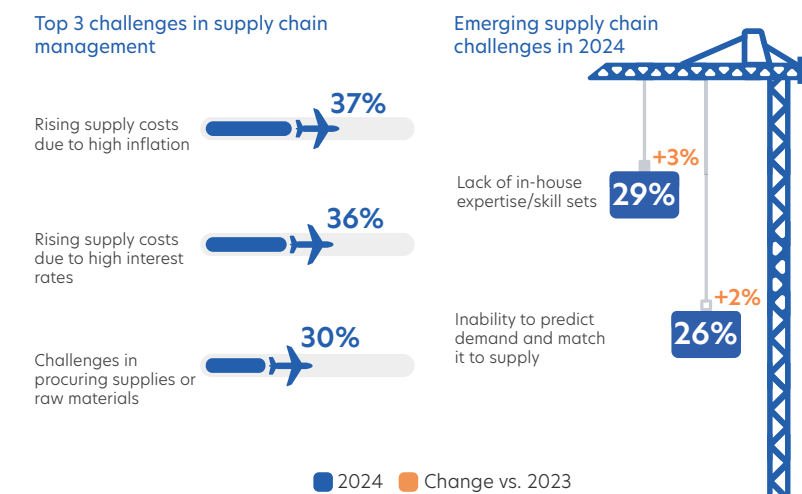 Top 3 challenges in supply chain
management
37%
Rising supply costs
due to high inflation
36%
Rising supply costs
due to high interest
rates
30%
Challenges in
procuring supplies or
raw materials
Emerging supply chain
challenges in 2024
+3%
Lack of in-house
expertise/skill sets
29%
+2%
Inability to predict
demand and match
it to supply
26%
2024
Change vs. 2023